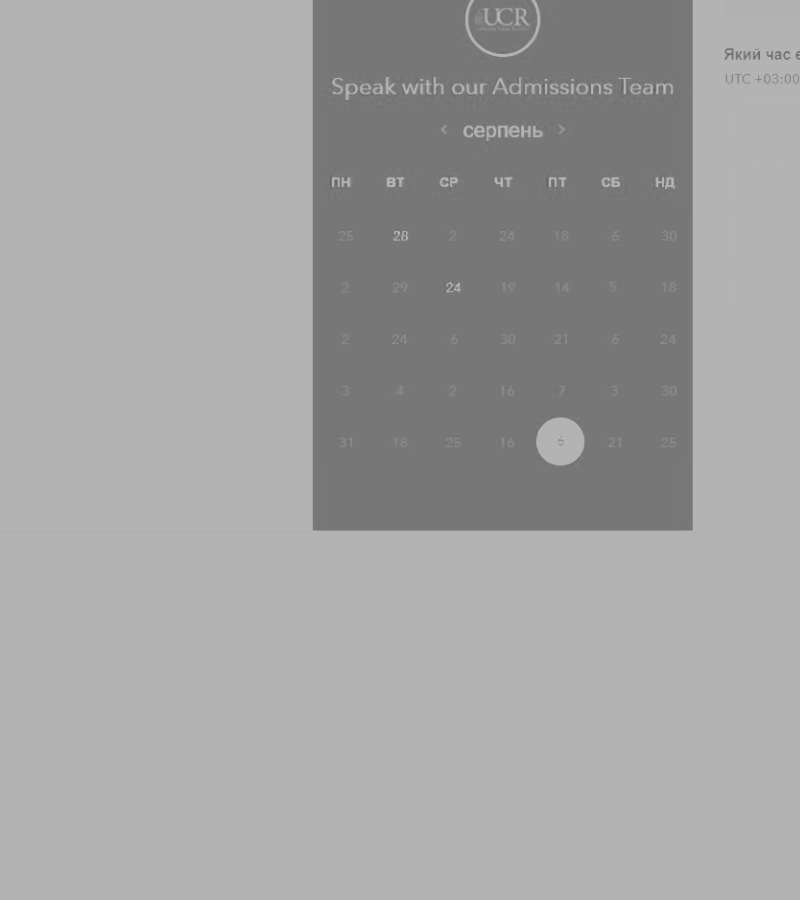 UCR
Speak with our Admissions Team
< серпень >
ПН ВТ СР ЧТ ПТ СБ НД
25 28 2 24 18 6 30
2 29 24 19 14 5 18
2 24 6 30 21 6 24
3 4 2 16 7 3 30
31 18 25 16 6 21 25
Який час є
UTC +03:00